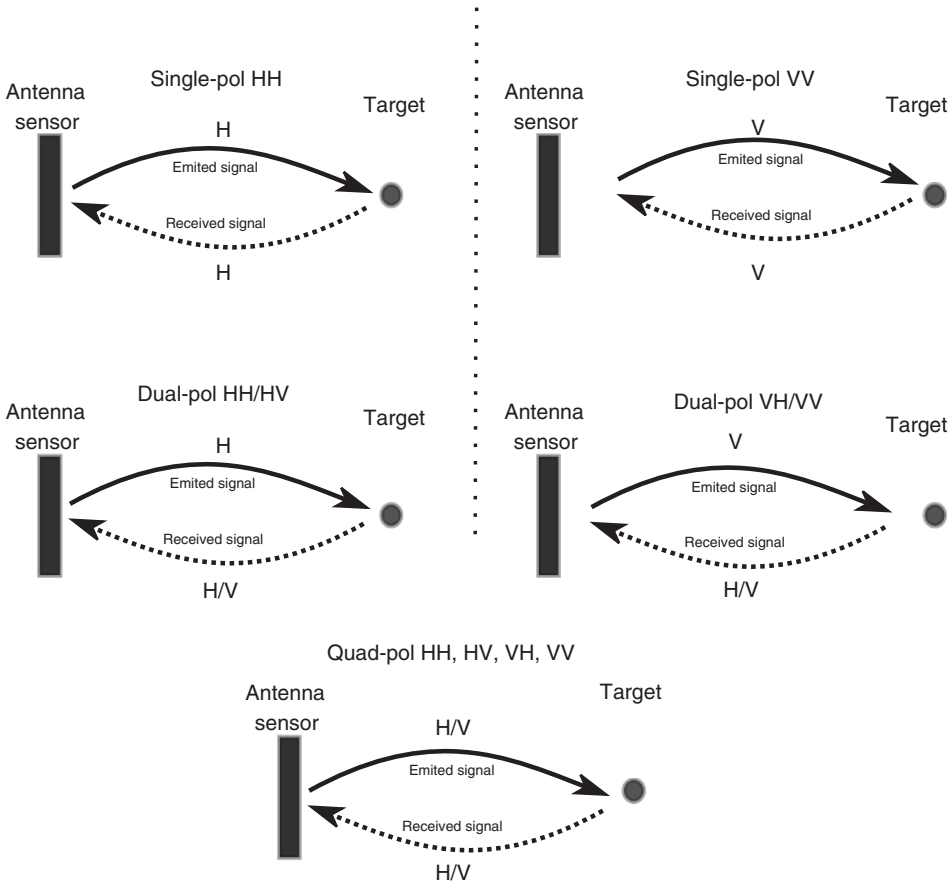 Single-pol HH
Antenna
sensor
Target
H
Emited signal
Received signal
H
Single-pol VV
Antenna
sensor
Target
V
Emited signal
Received signal
V
Dual-pol HH/HV
Antenna
sensor
Target
H
Emited signal
Received signal
H/V
Dual-pol VH/VV
Antenna
sensor
Target
V
Emited signal
Received signal
H/V
Quad-pol HH, HV, VH, VV
Antenna
sensor
Target
H/V
Emited signal
Received signal
H/V